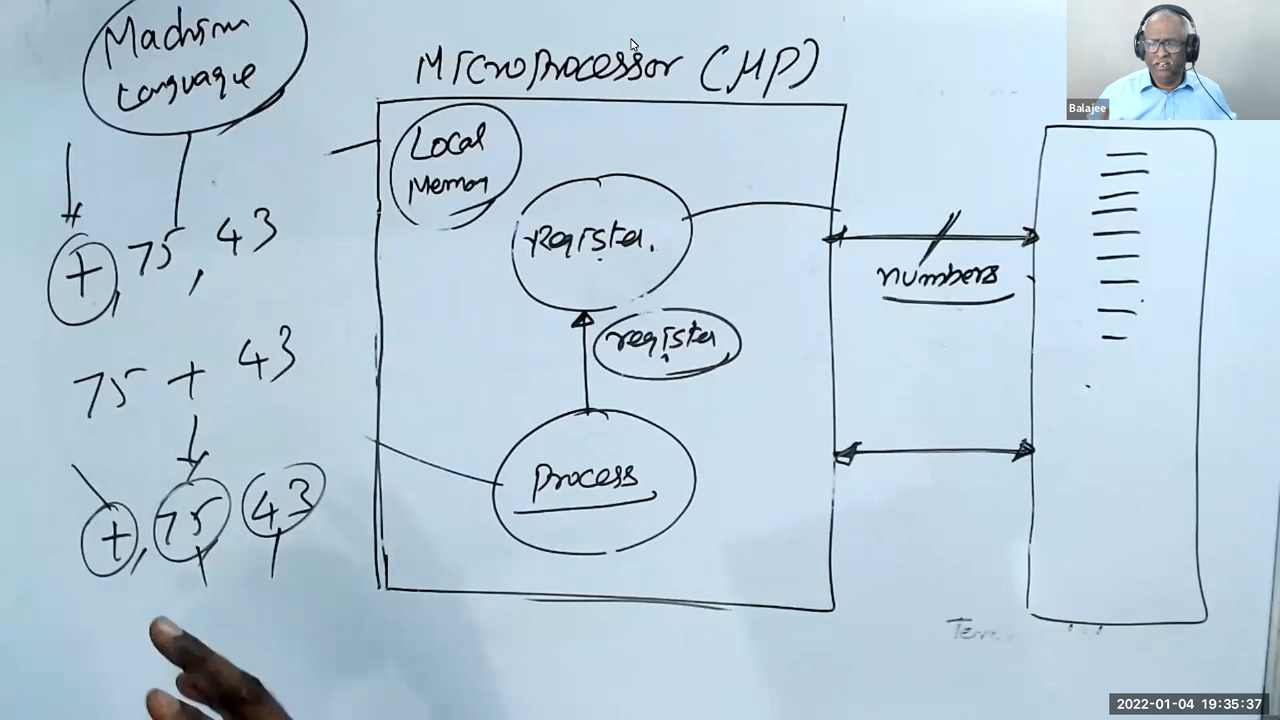 Machine
Language
+, 75, 43
75 + 43
+, 75 43
Microprocessor (MP)
Local
Memory
register.
register
Process
numbers
Balajee
2022-01-04 19:35:37